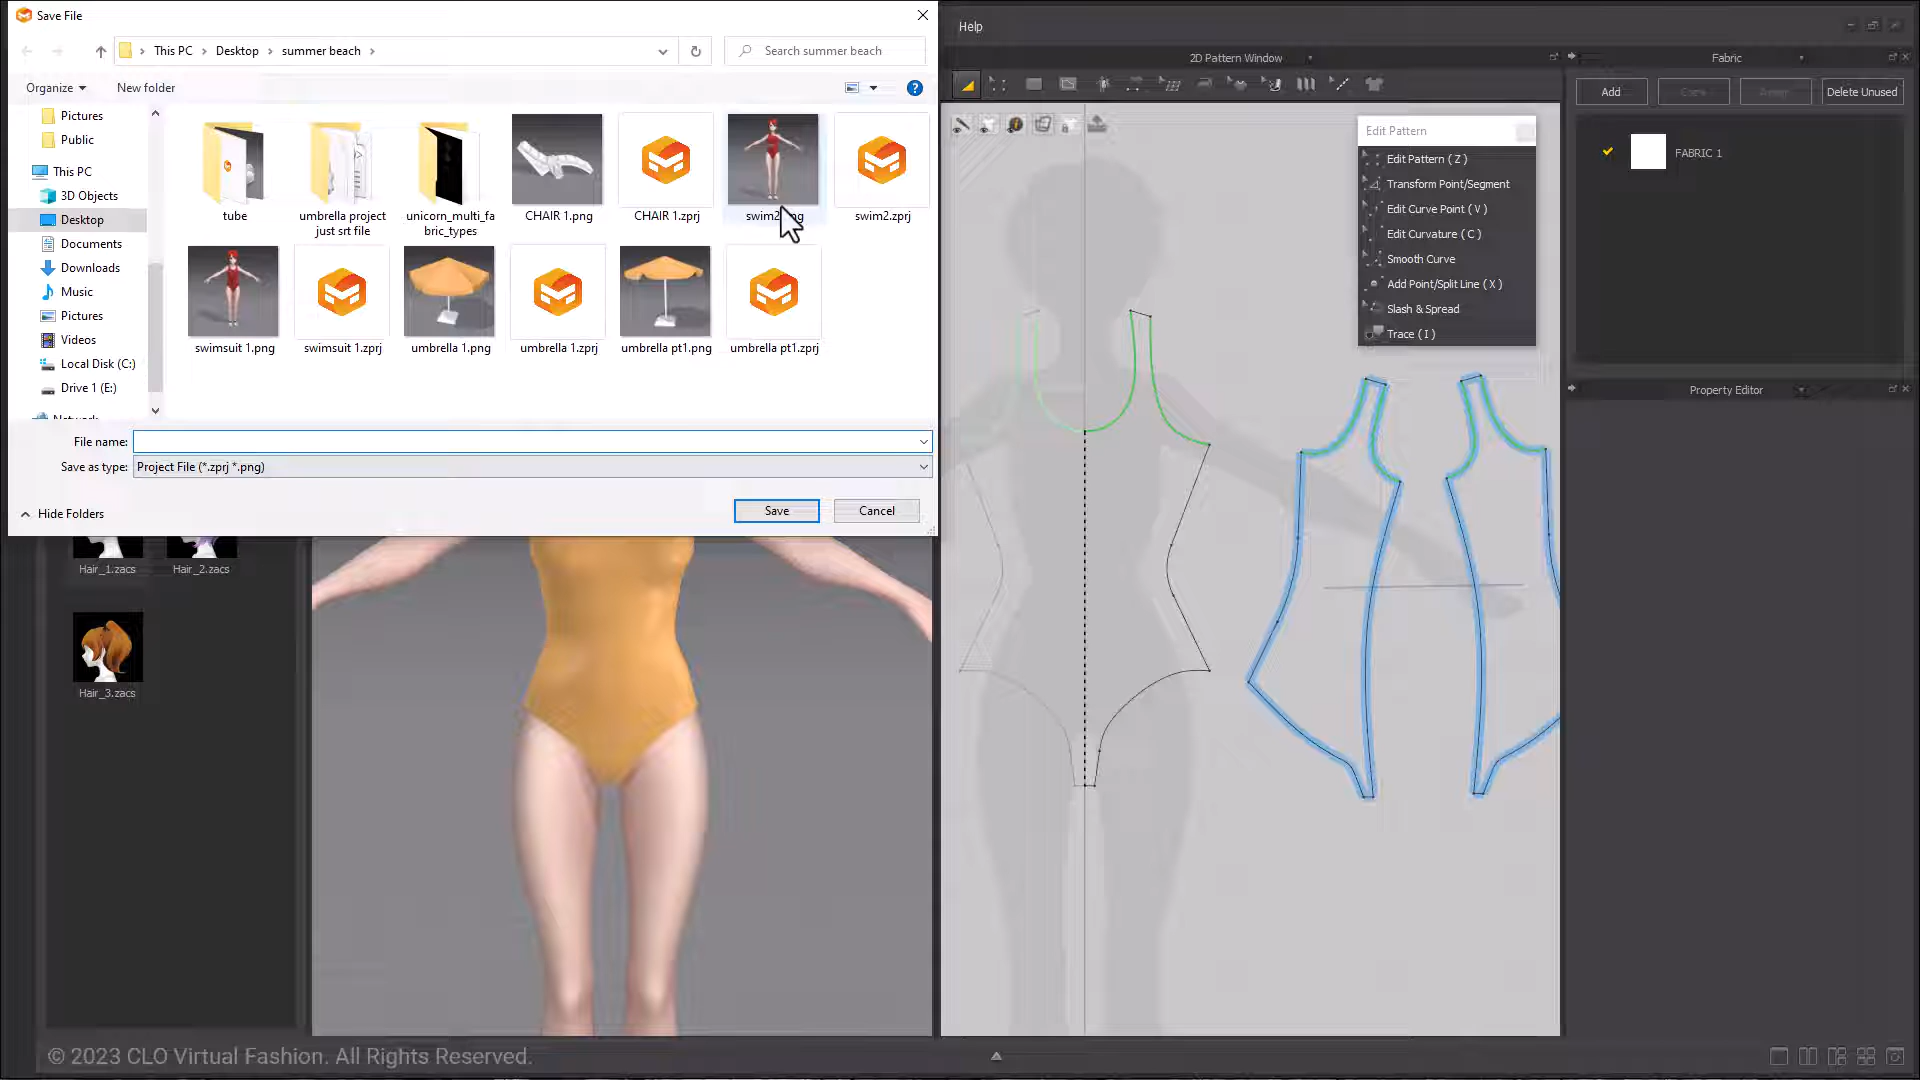 Save File
This PC
Desktop
summer beach
Search summer beach
Organize
New folder
Pictures
Public
This PC
3D Objects
Desktop
Documents
Downloads
Music
Pictures
Videos
Local Disk (C:)
Drive 1 (E:)
Network
tube
umbrella project
just srt file
unicorn_multi_fa
bric_types
CHAIR 1.png
CHAIR 1.zprj
swim2.png
swim2.zprj
swimsuit 1.png
swimsuit 1.zprj
umbrella 1.png
umbrella 1.zprj
umbrella pt1.png
umbrella pt1.zprj
File name:
Save as type:
Project File (*.zprj *.png)
Hide Folders
Save
Cancel
Help
2D Pattern Window
Fabric
Add
Delete Unused
FABRIC 1
Property Editor
Edit Pattern
Edit Pattern ( Z )
Transform Point/Segment
Edit Curve Point ( V )
Edit Curvature ( C )
Smooth Curve
Add Point/Split Line ( X )
Slash & Spread
Trace ( I )
Hair_1.zacs
Hair_2.zacs
Hair_3.zacs
© 2023 CLO Virtual Fashion. All Rights Reserved.